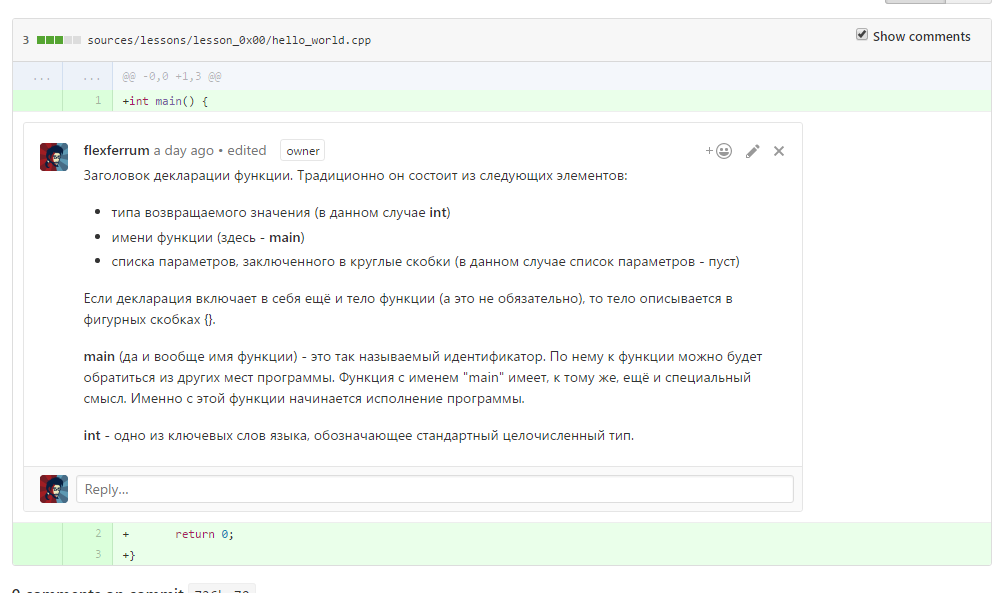 3 sources/lessons/lesson_0x00/hello_world.cpp Show comments
... ... @@ -0,0 +1,3 @@
1 +int main() {
flexferrum a day ago • edited owner
Заголовок декларации функции. Традиционно он состоит из следующих элементов:
• типа возвращаемого значения (в данном случае int)
• имени функции (здесь - main)
• списка параметров, заключенного в круглые скобки (в данном случае список параметров - пуст)
Если декларация включает в себя ещё и тело функции (а это не обязательно), то тело описывается в
фигурных скобках {}.
main (да и вообще имя функции) - это так называемый идентификатор. По нему к функции можно будет
обратиться из других мест программы. Функция с именем "main" имеет, к тому же, ещё и специальный
смысл. Именно с этой функции начинается исполнение программы.
int - одно из ключевых слов языка, обозначающее стандартный целочисленный тип.
Reply...
2 + return 0;
3 +}
0 comments on commit